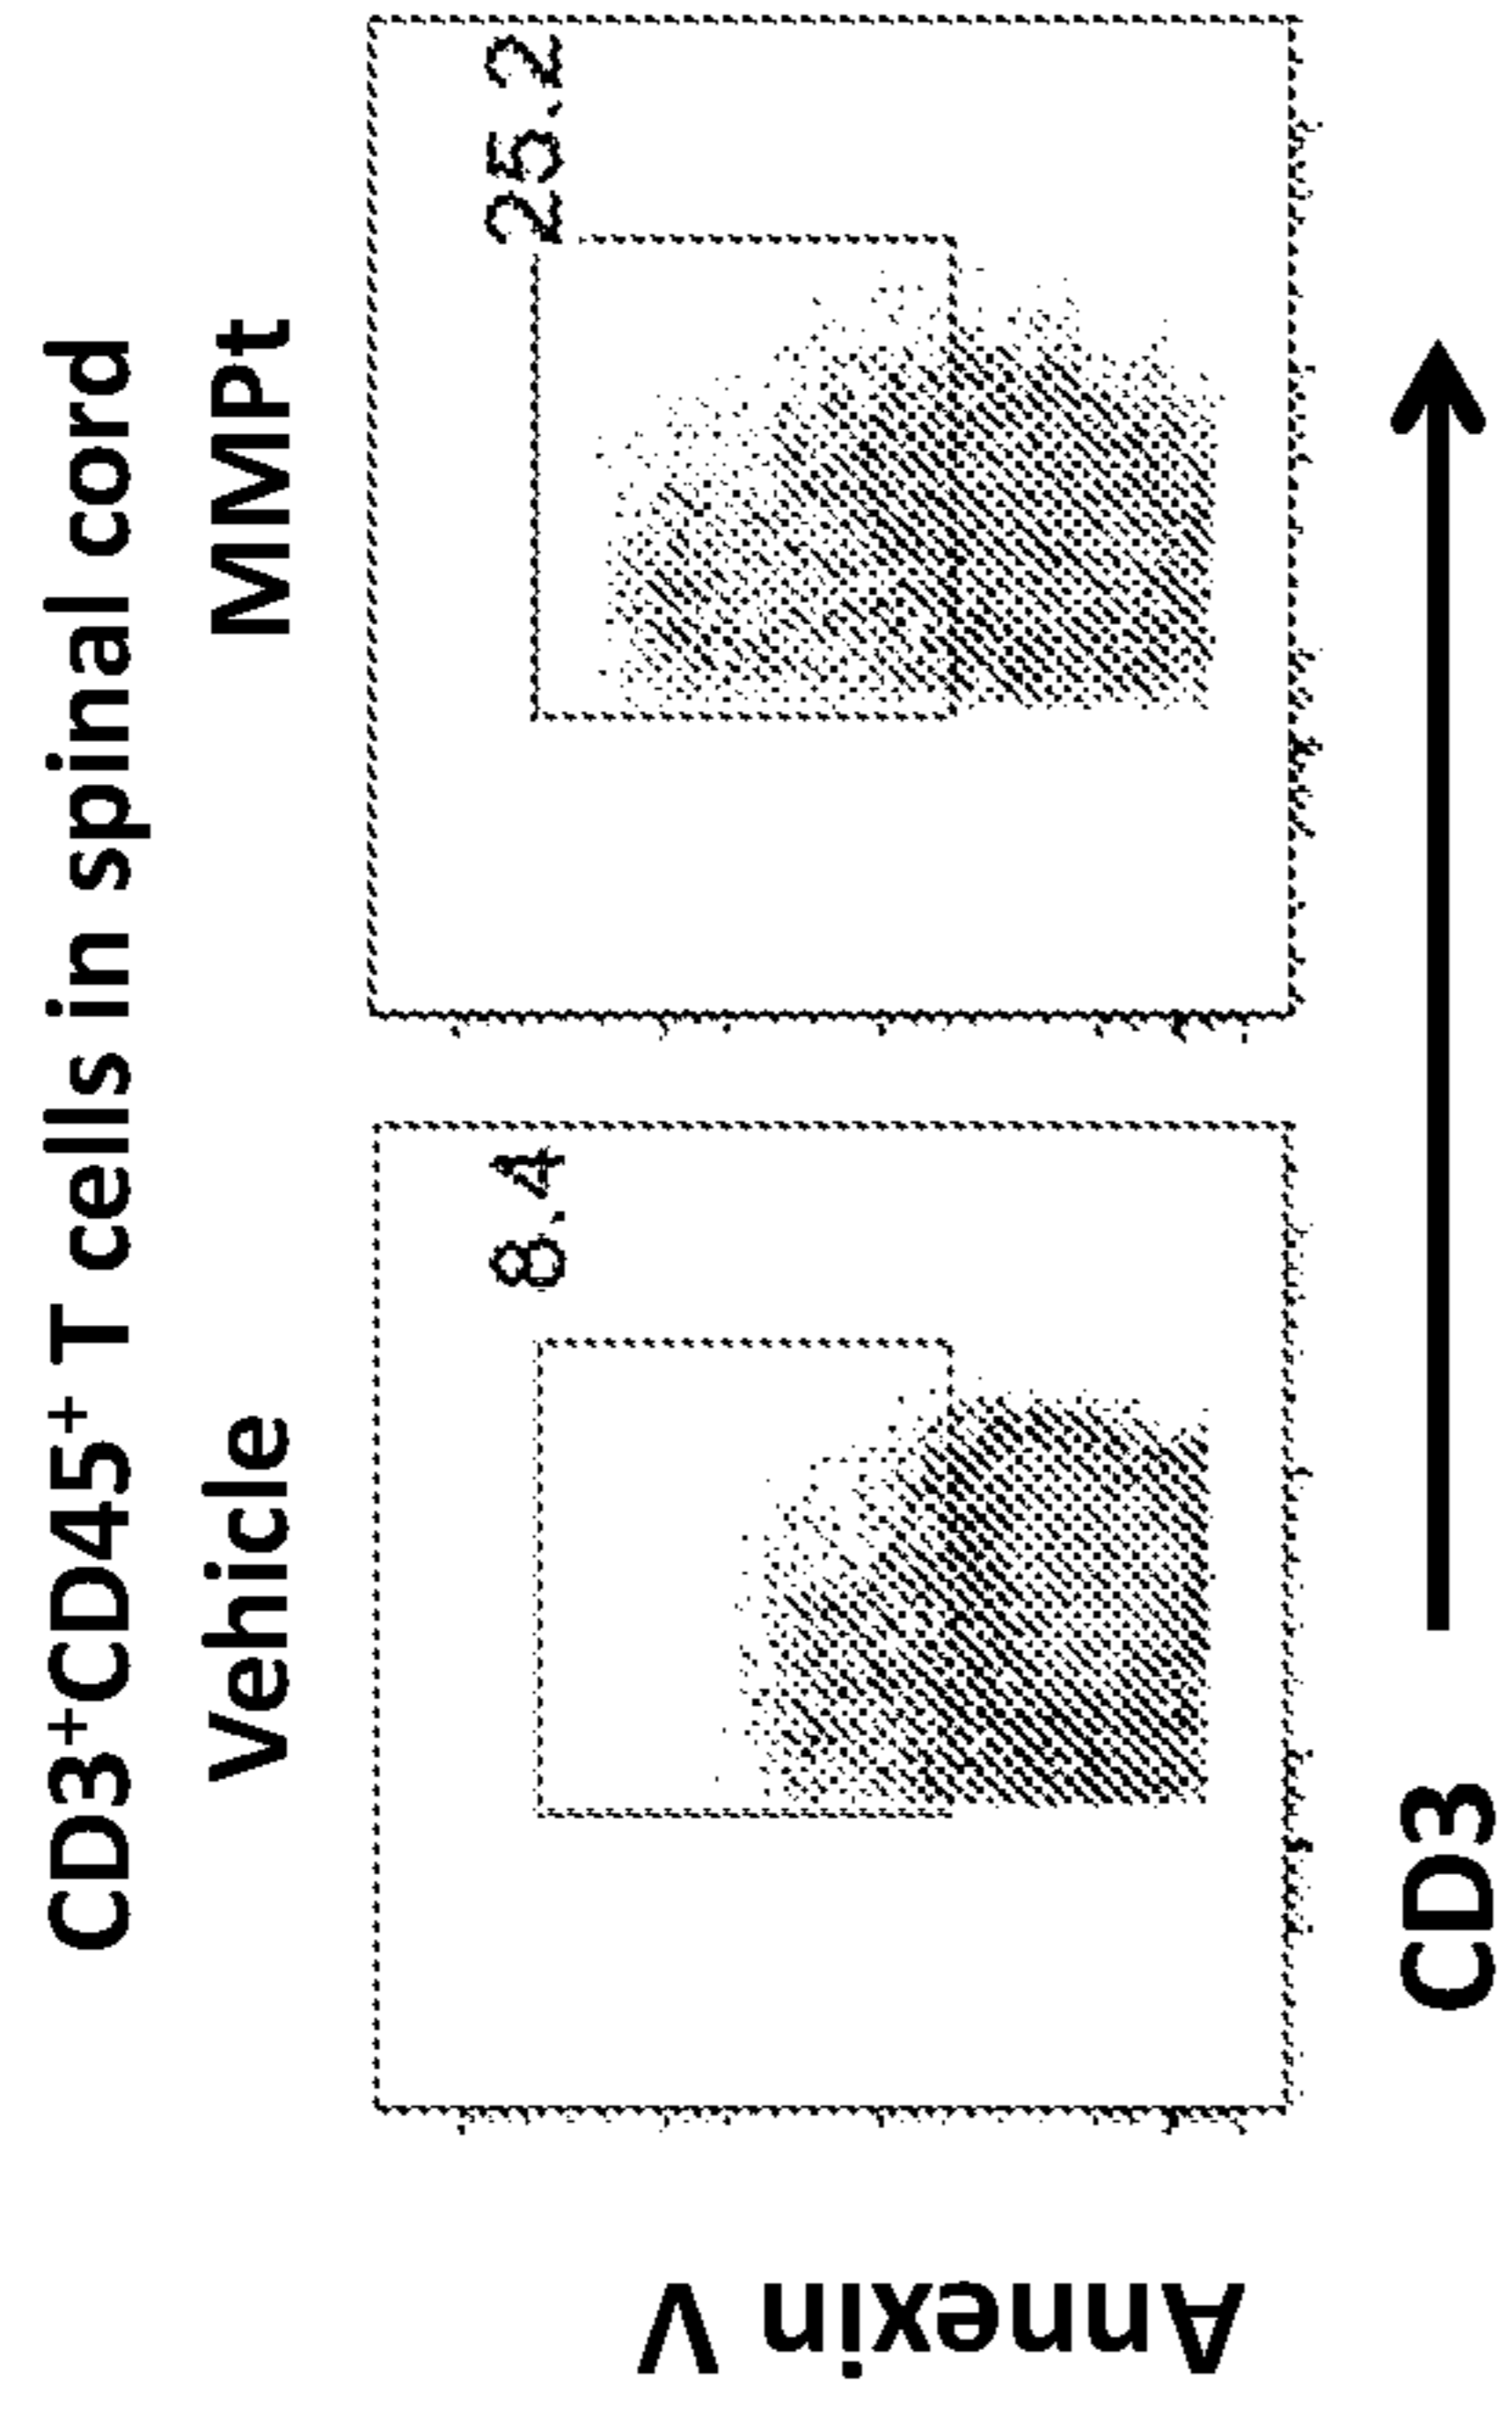 CD3⁺CD45⁺ T cells in spinal cord
Vehicle
MMPt
8.4
25.2
Annexin V
CD3